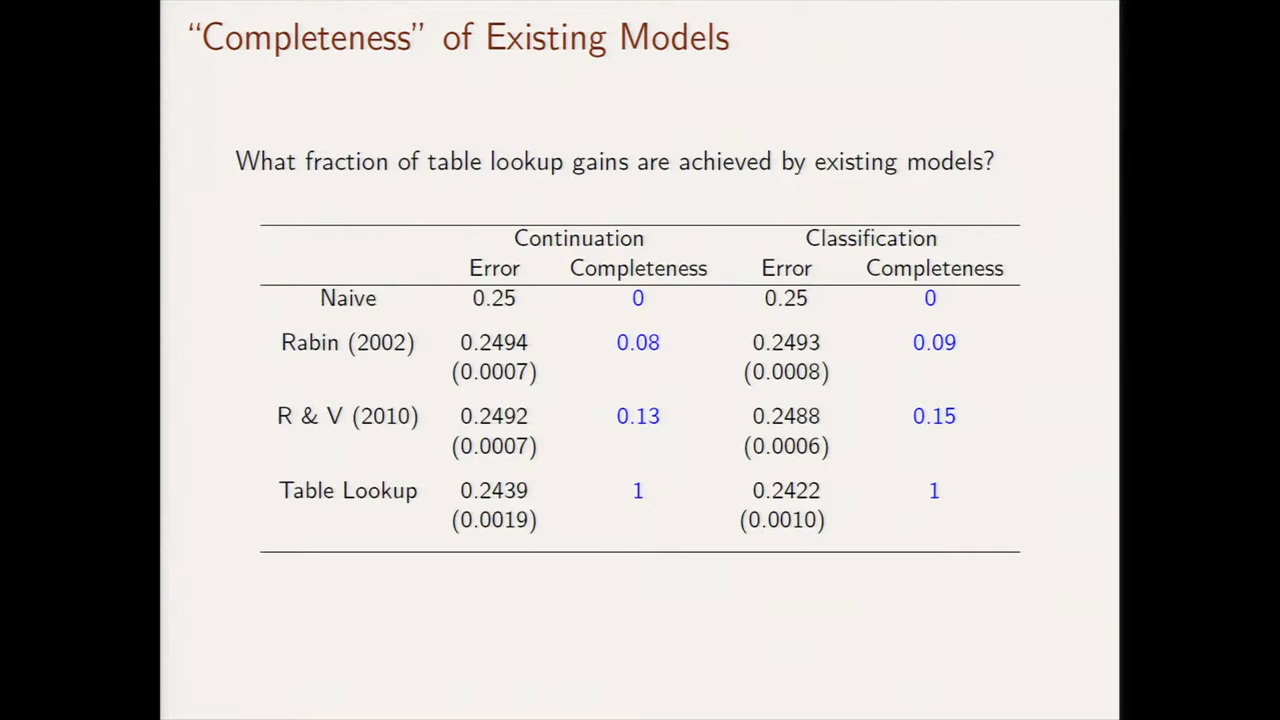 “Completeness” of Existing Models
What fraction of table lookup gains are achieved by existing models?
Continuation Classification
Error Completeness Error Completeness
Naive 0.25 0 0.25 0
Rabin (2002) 0.2494 0.08 0.2493 0.09
(0.0007) (0.0008)
R & V (2010) 0.2492 0.13 0.2488 0.15
(0.0007) (0.0006)
Table Lookup 0.2439 1 0.2422 1
(0.0019) (0.0010)